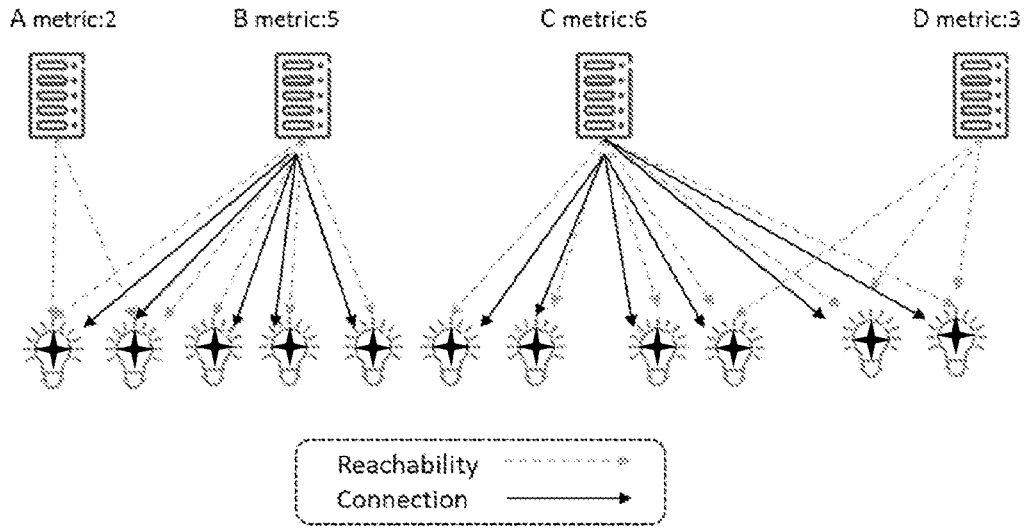 A metric:2
B metric:5
C metric:6
D metric:3
Reachability
Connection